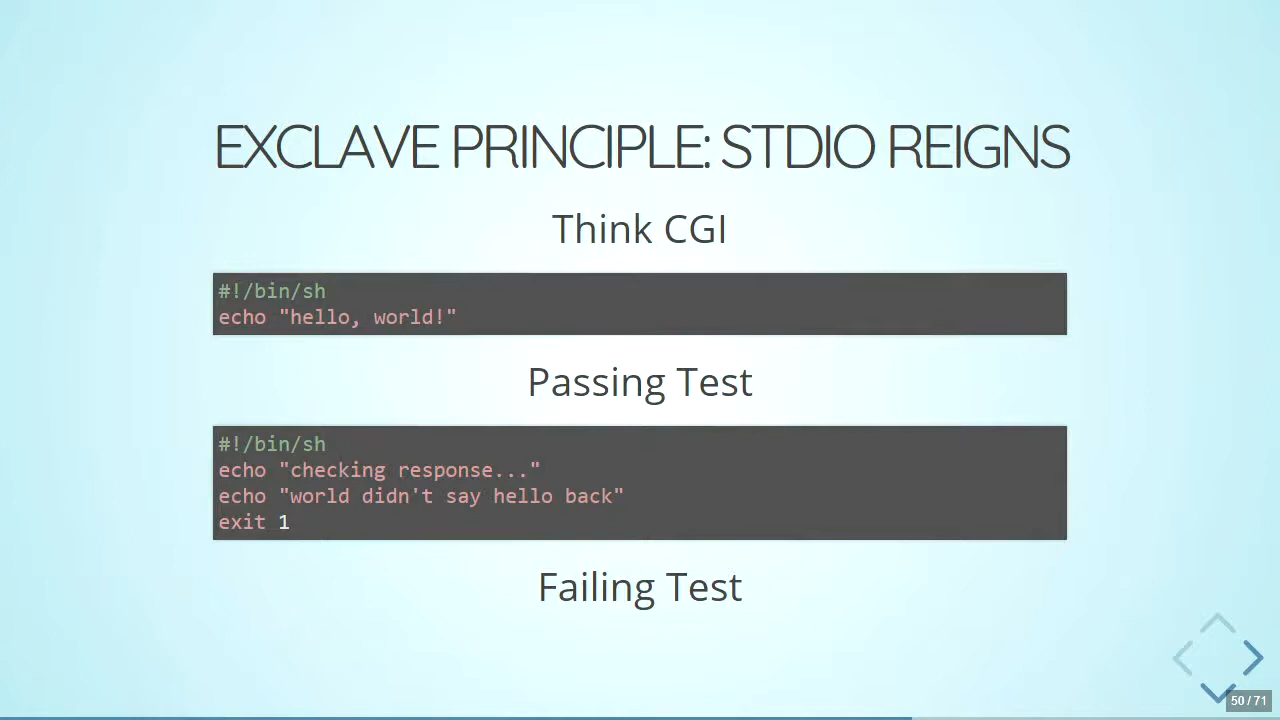 EXCLAVE PRINCIPLE: STDIO REIGNS
Think CGI
#!/bin/sh
echo "hello, world!"
Passing Test
#!/bin/sh
echo "checking response..."
echo "world didn't say hello back"
exit 1
Failing Test
50 / 71